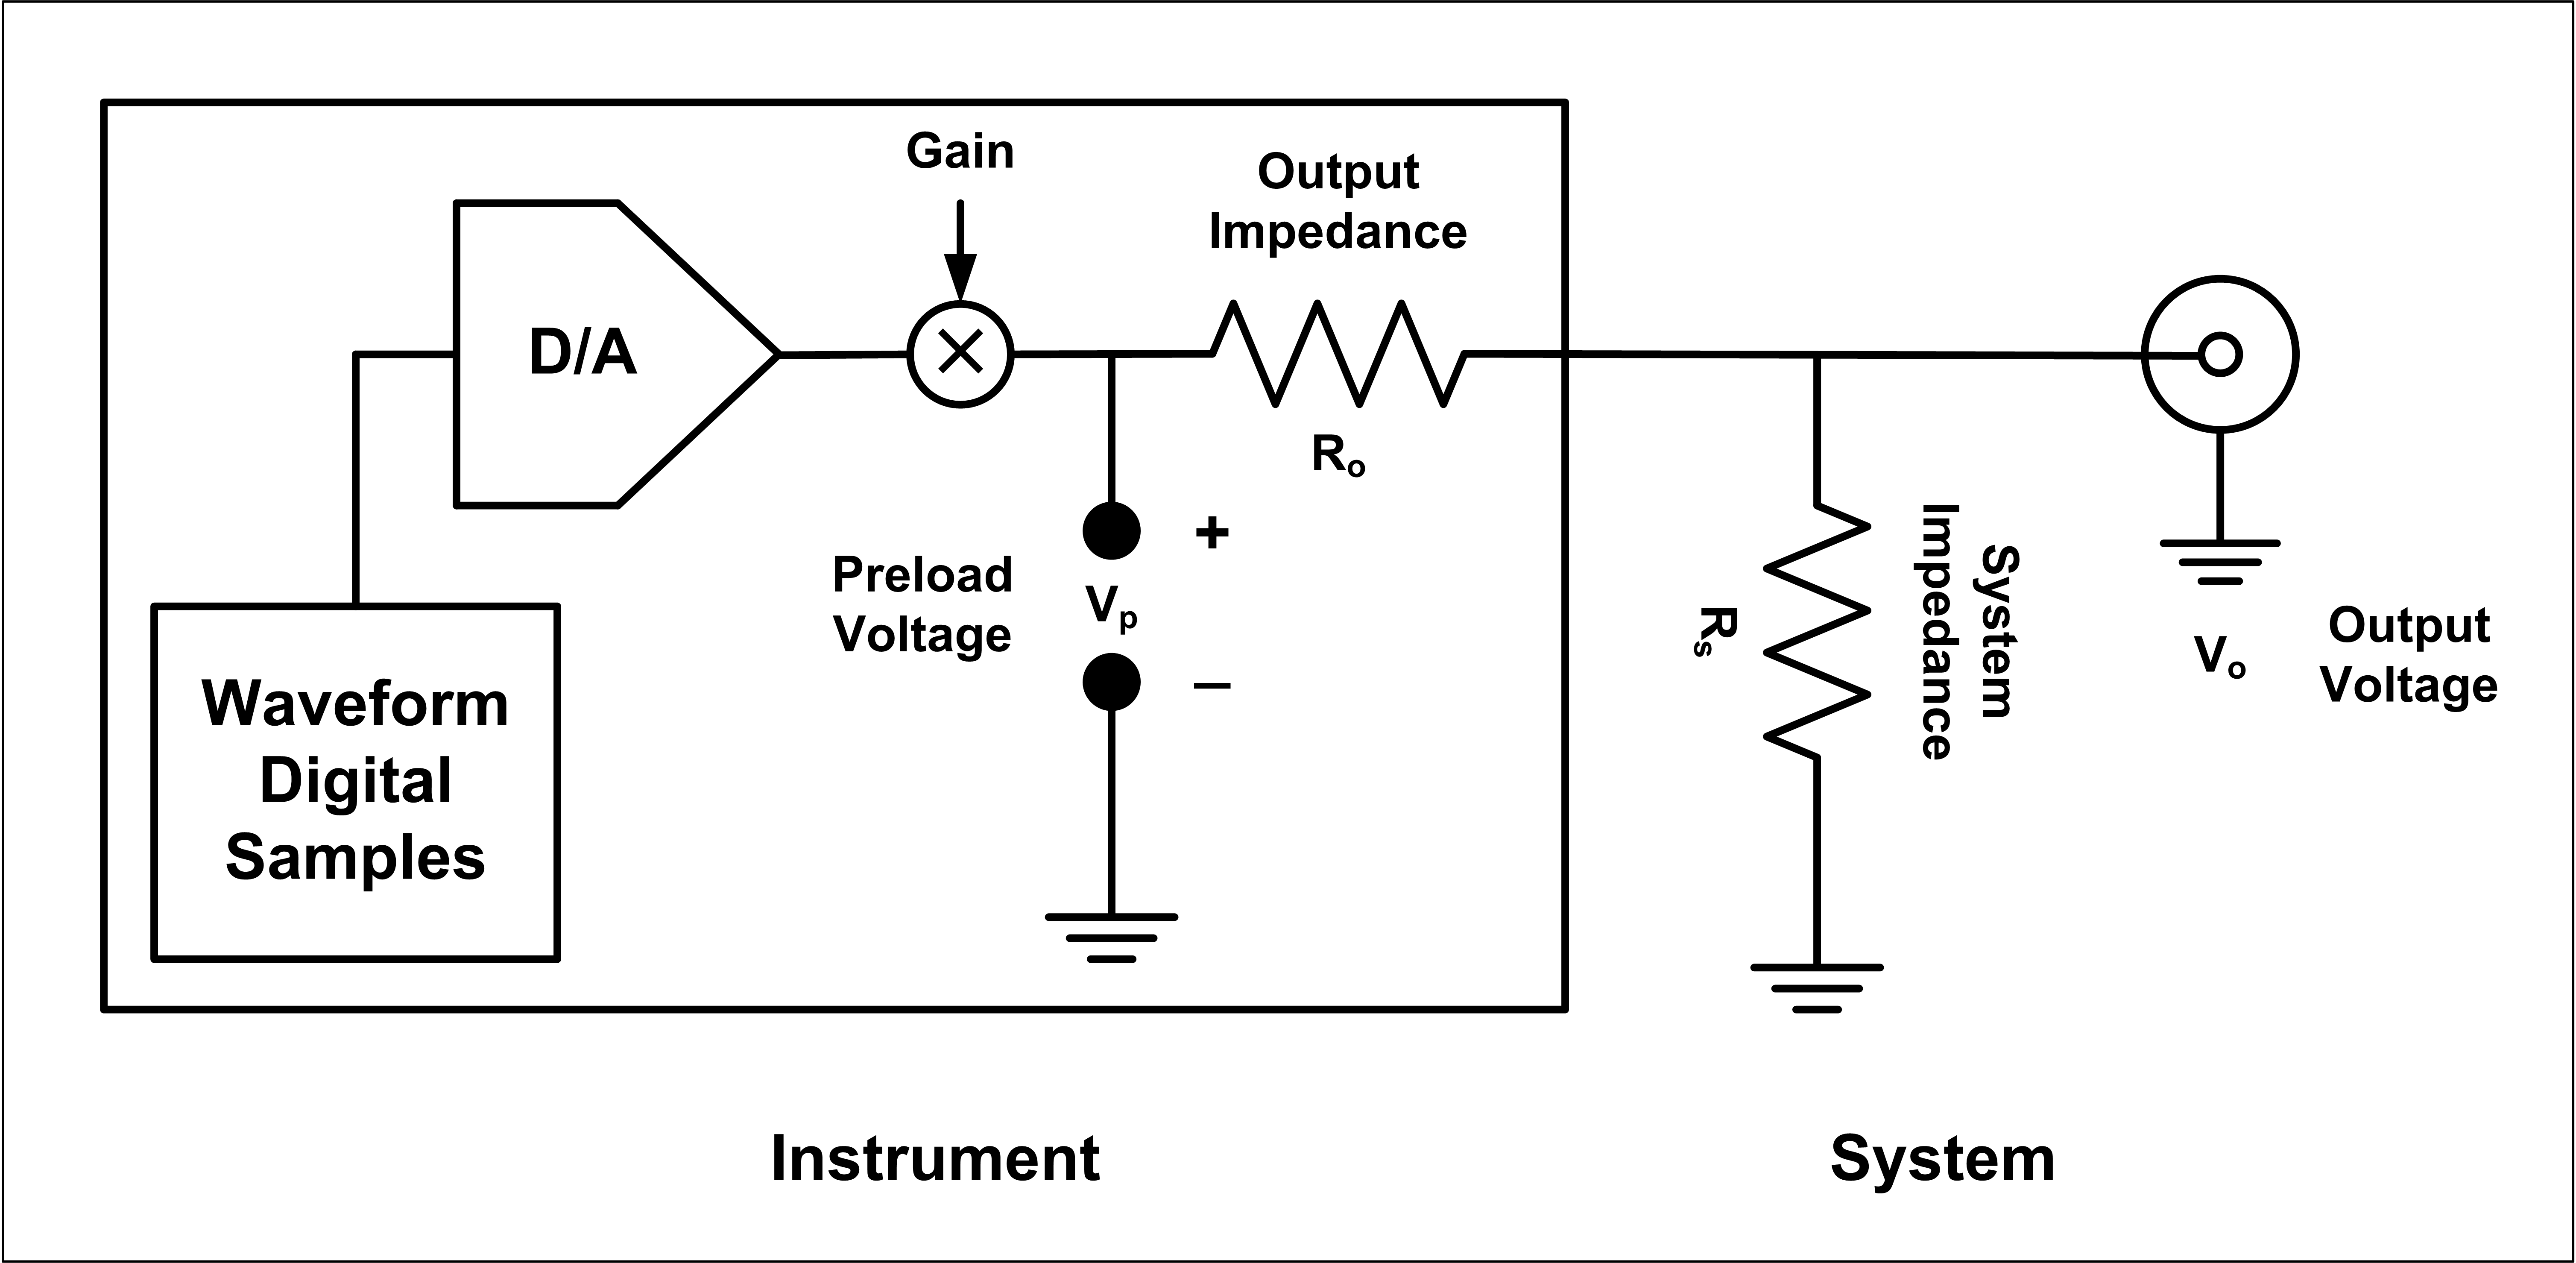 Gain
Output
Impedance
D/A
Ro
+
Preload
Voltage
Vp
–
Waveform
Digital
Samples
Rs
System
Impedance
Vo
Output
Voltage
Instrument
System